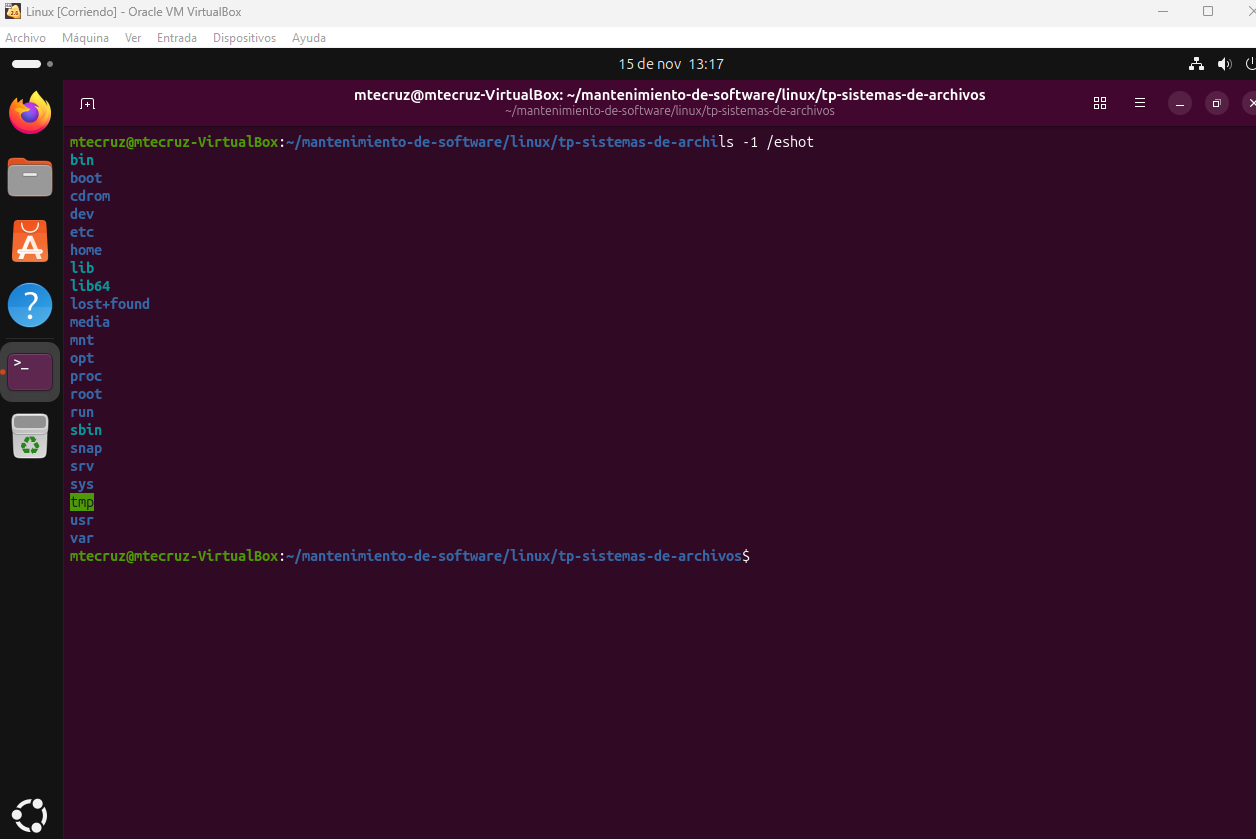 Linux [Corriendo] - Oracle VM VirtualBox
Archivo Máquina Ver Entrada Dispositivos Ayuda
15 de nov 13:17
mtecruz@mtecruz-VirtualBox: ~/mantenimiento-de-software/linux/tp-sistemas-de-archivos
~/mantenimiento-de-software/linux/tp-sistemas-de-archivos
mtecruz@mtecruz-VirtualBox:~/mantenimiento-de-software/linux/tp-sistemas-de-archils -1 /eshot
bin
boot
cdrom
dev
etc
home
lib
lib64
lost+found
media
mnt
opt
proc
root
run
sbin
snap
srv
sys
tmp
usr
var
mtecruz@mtecruz-VirtualBox:~/mantenimiento-de-software/linux/tp-sistemas-de-archivos$